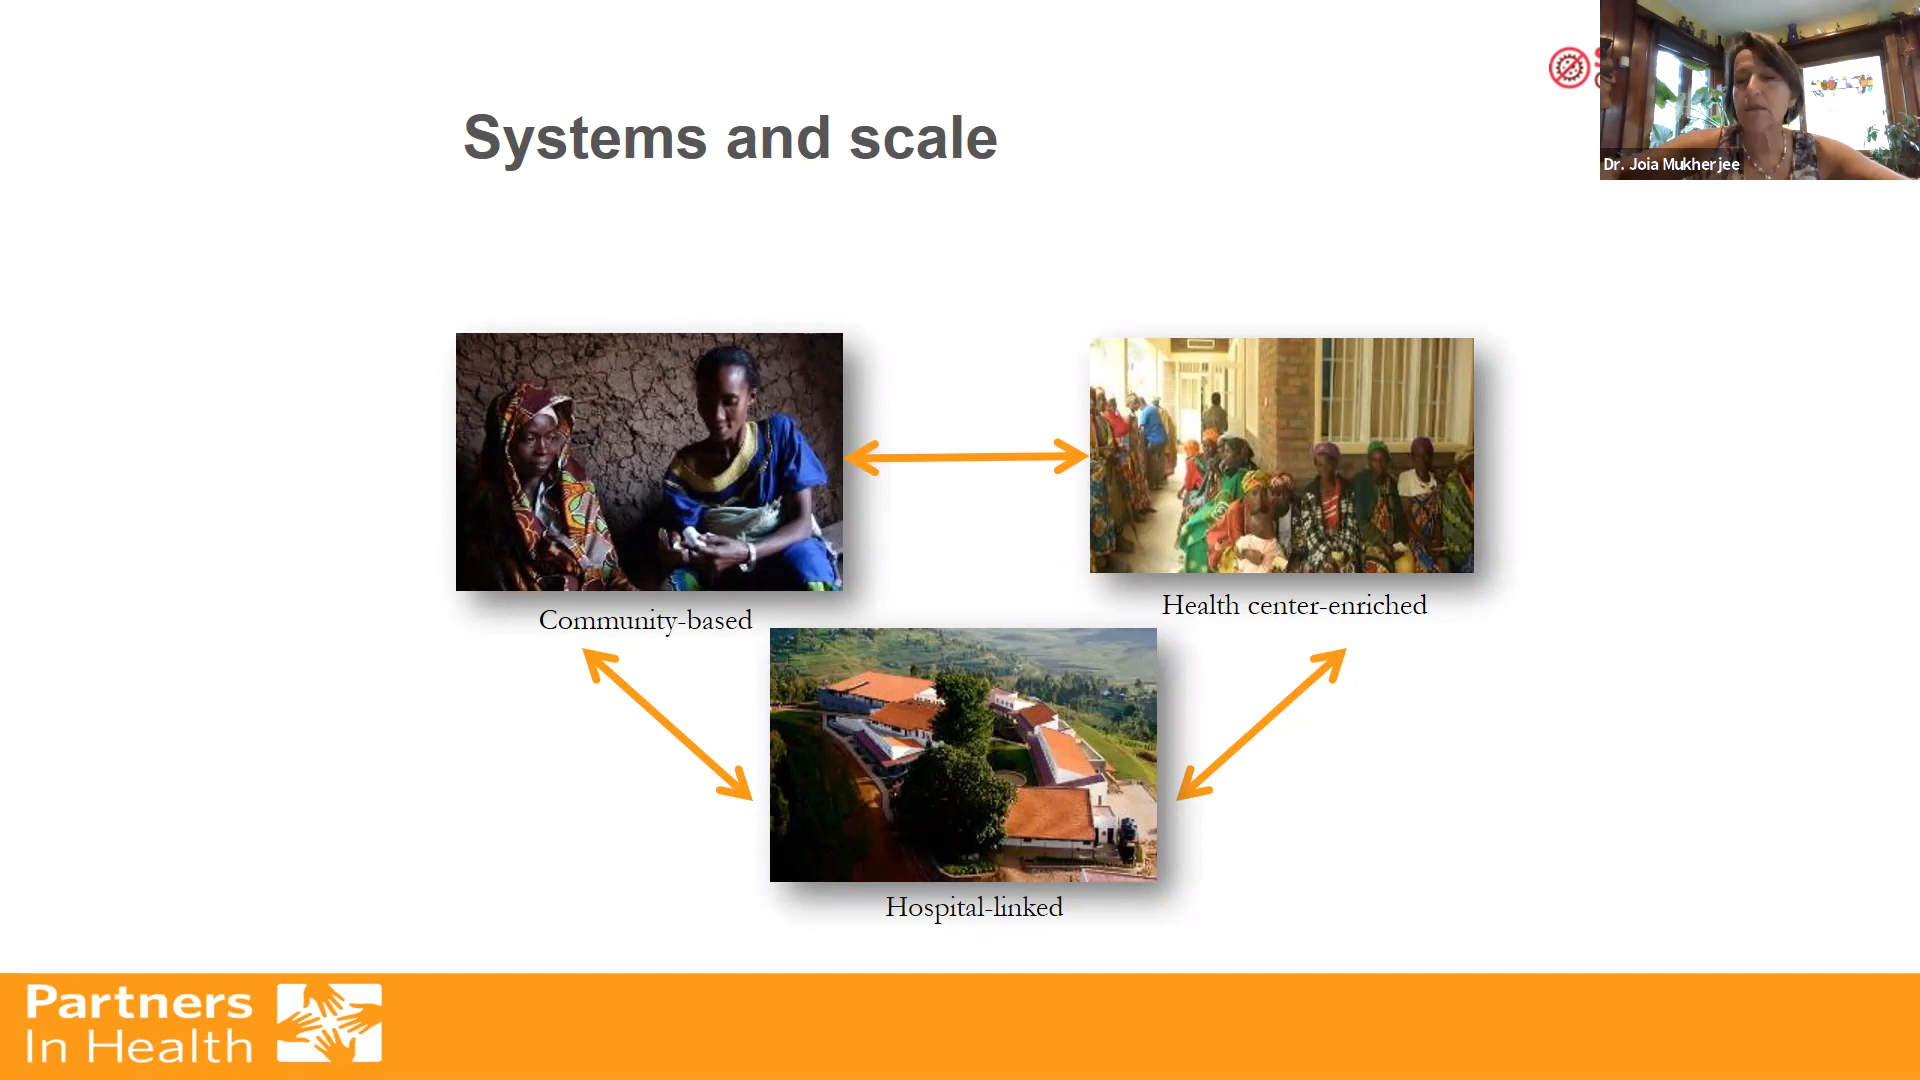 Systems and scale
Dr. Joia Mukherjee
Community-based
Health center-enriched
Hospital-linked
Partners
In Health